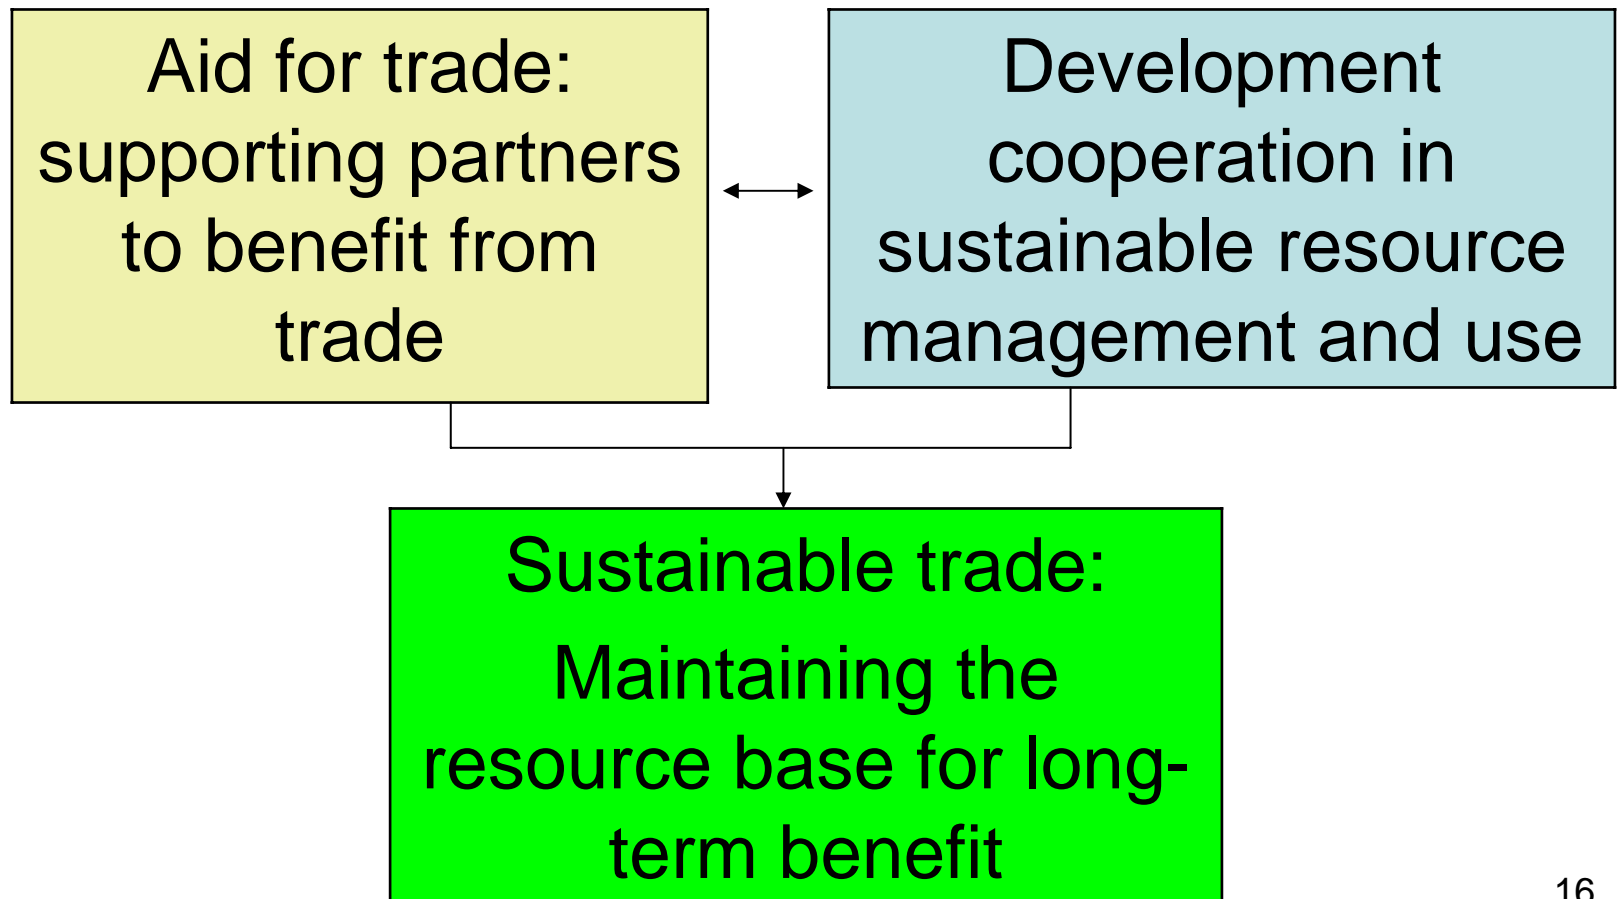 Aid for trade:
supporting partners
to benefit from
trade
Development
cooperation in
sustainable resource
management and use
Sustainable trade:
Maintaining the
resource base for long-
term benefit
16